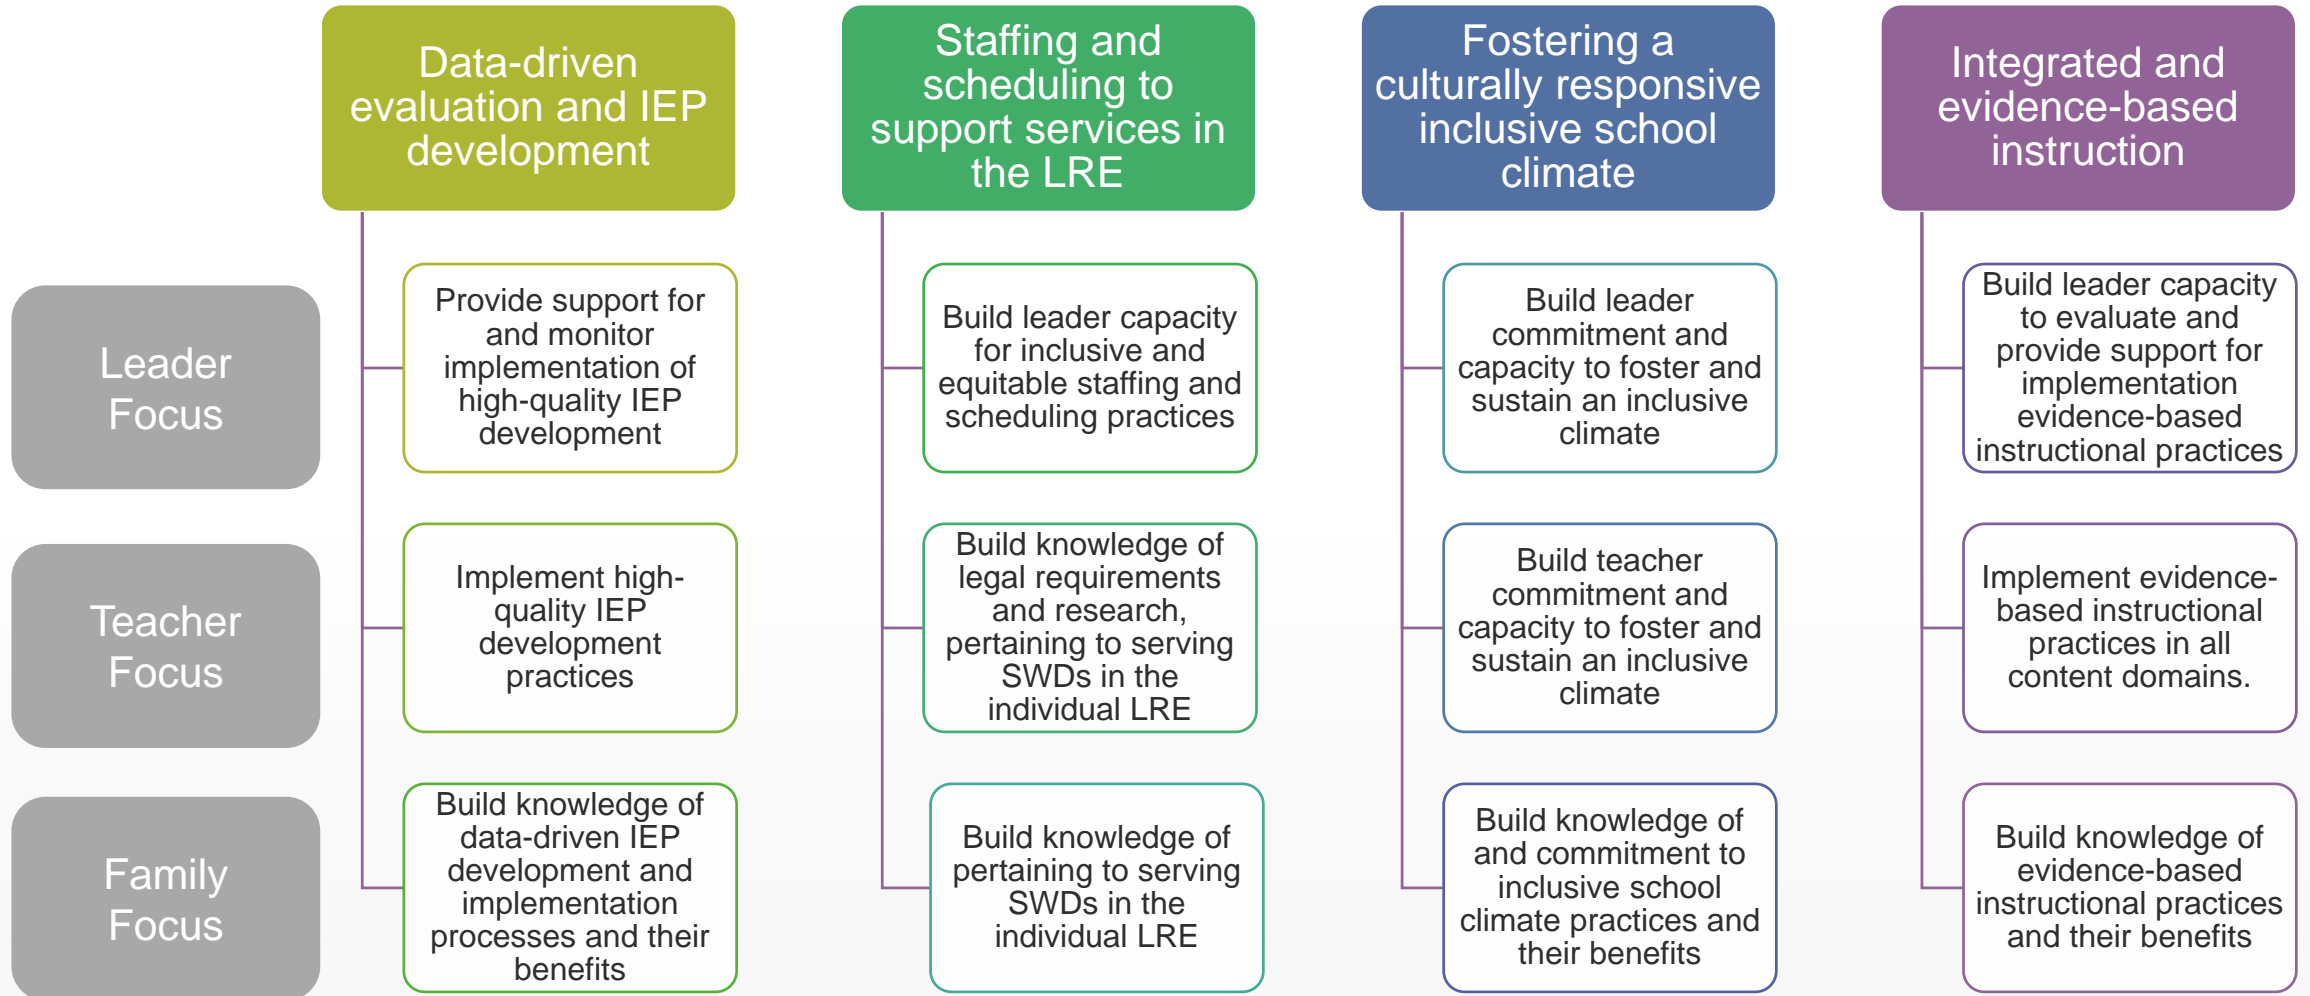 Data-driven
evaluation and IEP
development
Staffing and
scheduling to
support services in
the LRE
Fostering a
culturally responsive
inclusive school
climate
Integrated and
evidence-based
instruction
Leader
Focus
Provide support for
and monitor
implementation of
high-quality IEP
development
Build leader capacity
for inclusive and
equitable staffing and
scheduling practices
Build leader
commitment and
capacity to foster and
sustain an inclusive
climate
Build leader capacity
to evaluate and
provide support for
implementation
evidence-based
instructional practices
Teacher
Focus
Implement high-
quality IEP
development
practices
Build knowledge of
legal requirements
and research,
pertaining to serving
SWDs in the
individual LRE
Build teacher
commitment and
capacity to foster and
sustain an inclusive
climate
Implement evidence-
based instructional
practices in all
content domains.
Family
Focus
Build knowledge of
data-driven IEP
development and
implementation
processes and their
benefits
Build knowledge of
pertaining to serving
SWDs in the
individual LRE
Build knowledge of
and commitment to
inclusive school
climate practices and
their benefits
Build knowledge of
evidence-based
instructional practices
and their benefits